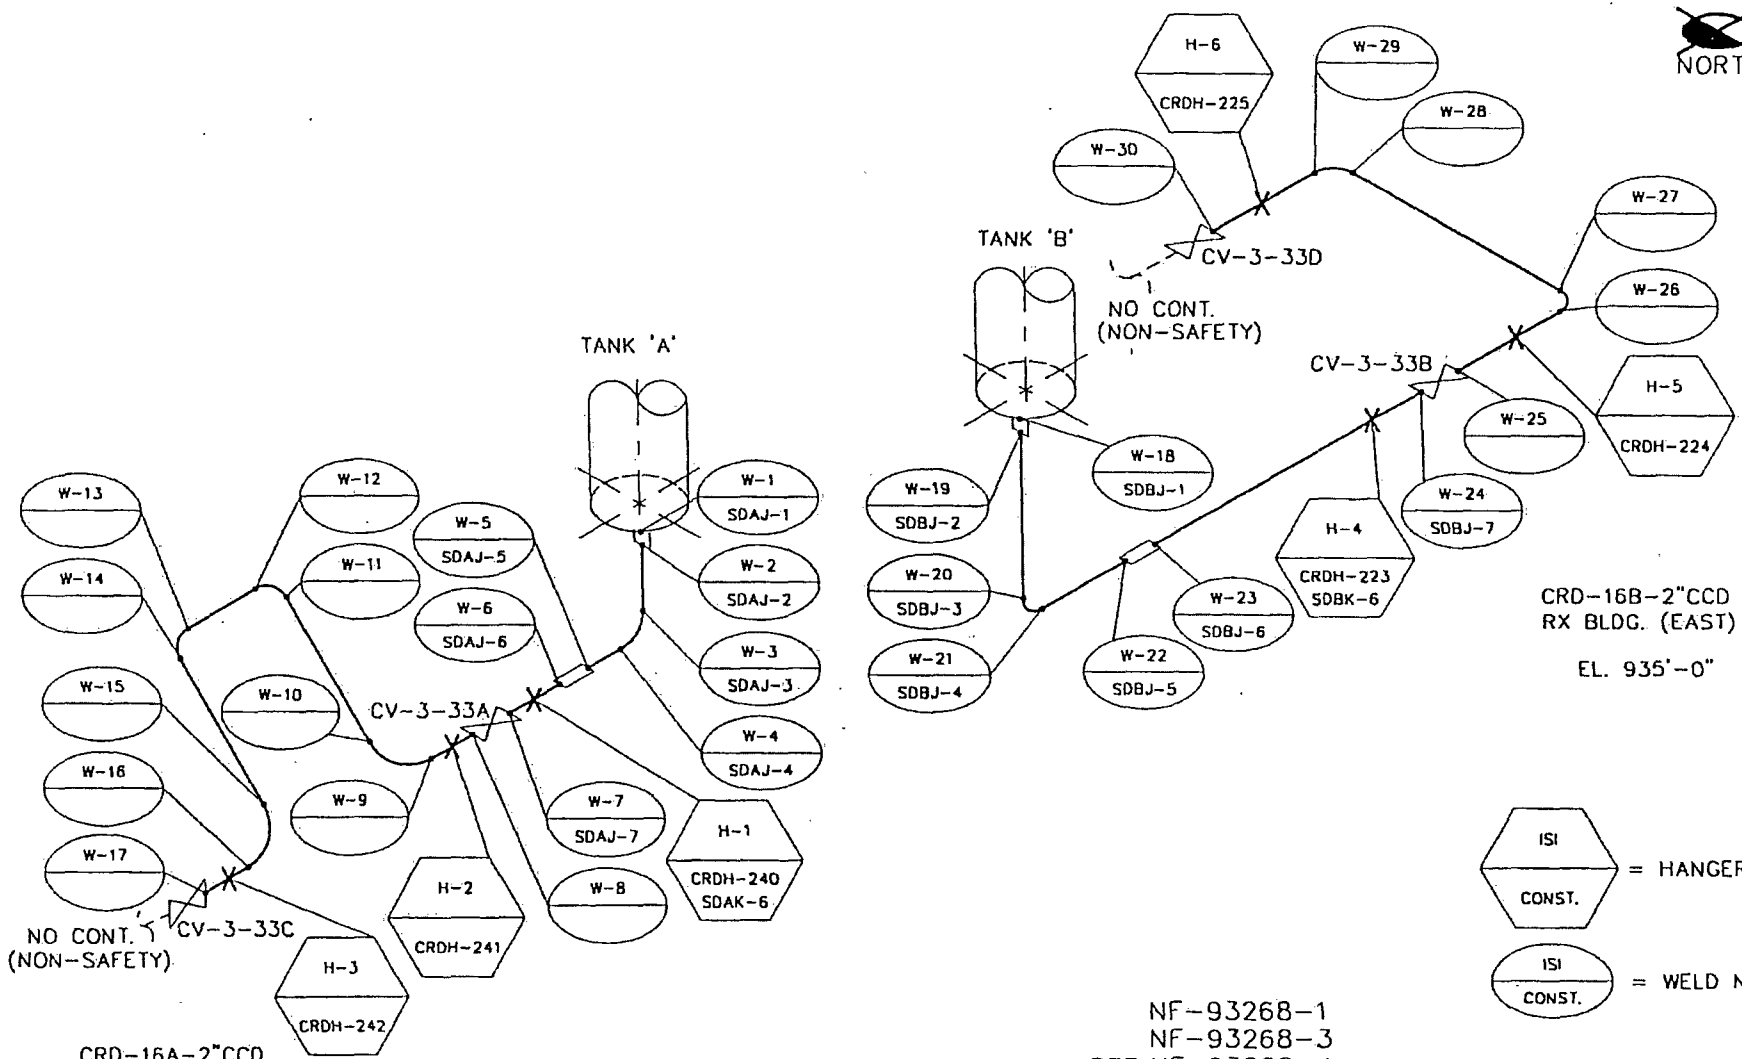 NORT
H-6
CRDH-225
W-29
W-28
W-30
W-27
W-26
TANK 'B'
CV-3-33D
NO CONT.
(NON-SAFETY)
CV-3-33B
H-5
CRDH-224
W-25
W-24
SDBJ-7
W-18
SDBJ-1
W-19
SDBJ-2
W-20
SDBJ-3
W-21
SDBJ-4
W-22
SDBJ-5
W-23
SDBJ-6
H-4
CRDH-223
SDBK-6
CRD-16B-2"CCD
RX BLDG. (EAST)
EL. 935'-0"
TANK 'A'
W-1
SDAJ-1
W-2
SDAJ-2
W-3
SDAJ-3
W-4
SDAJ-4
W-5
SDAJ-5
W-6
SDAJ-6
W-7
SDAJ-7
W-8
W-9
W-10
W-11
W-12
W-13
W-14
W-15
W-16
W-17
CV-3-33A
CV-3-33C
NO CONT.
(NON-SAFETY)
H-1
CRDH-240
SDAK-6
H-2
CRDH-241
H-3
CRDH-242
CRD-16A-2"CCD
ISI
CONST.
= HANGER
ISI
CONST.
= WELD N
NF-93268-1
NF-93268-3